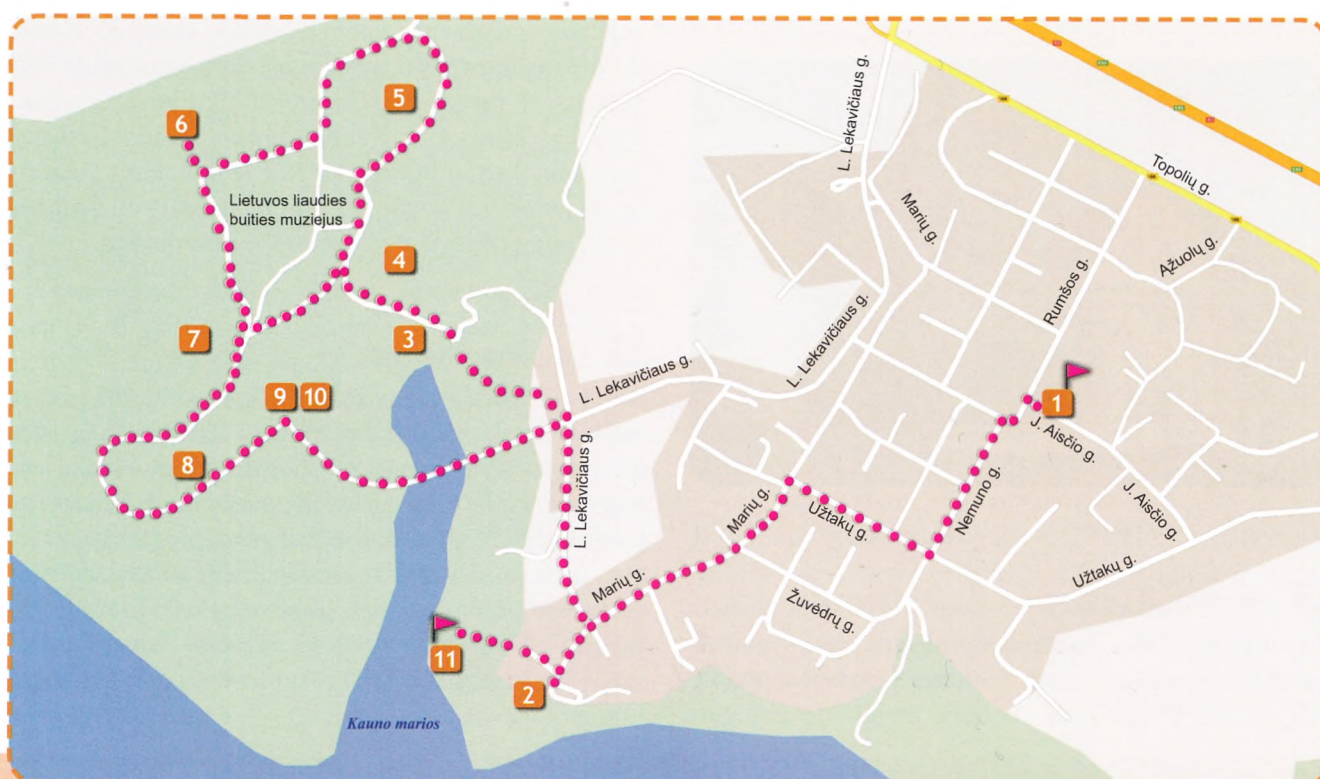 5
6
Lietuvos liaudies
buities muziejus
4
7
3
9
10
8
11
2
1
Kauno marios
L. Lekavičiaus g.
Topolių g.
Marių g.
Ąžuolų g.
Rumšos g.
L. Lekavičiaus g.
L. Lekavičiaus g.
J. Aisčio g.
J. Aisčio g.
Nemuno g.
Marių g.
Užtakų g.
L. Lekavičiaus g.
Užtakų g.
Marių g.
Žuvėdrų g.